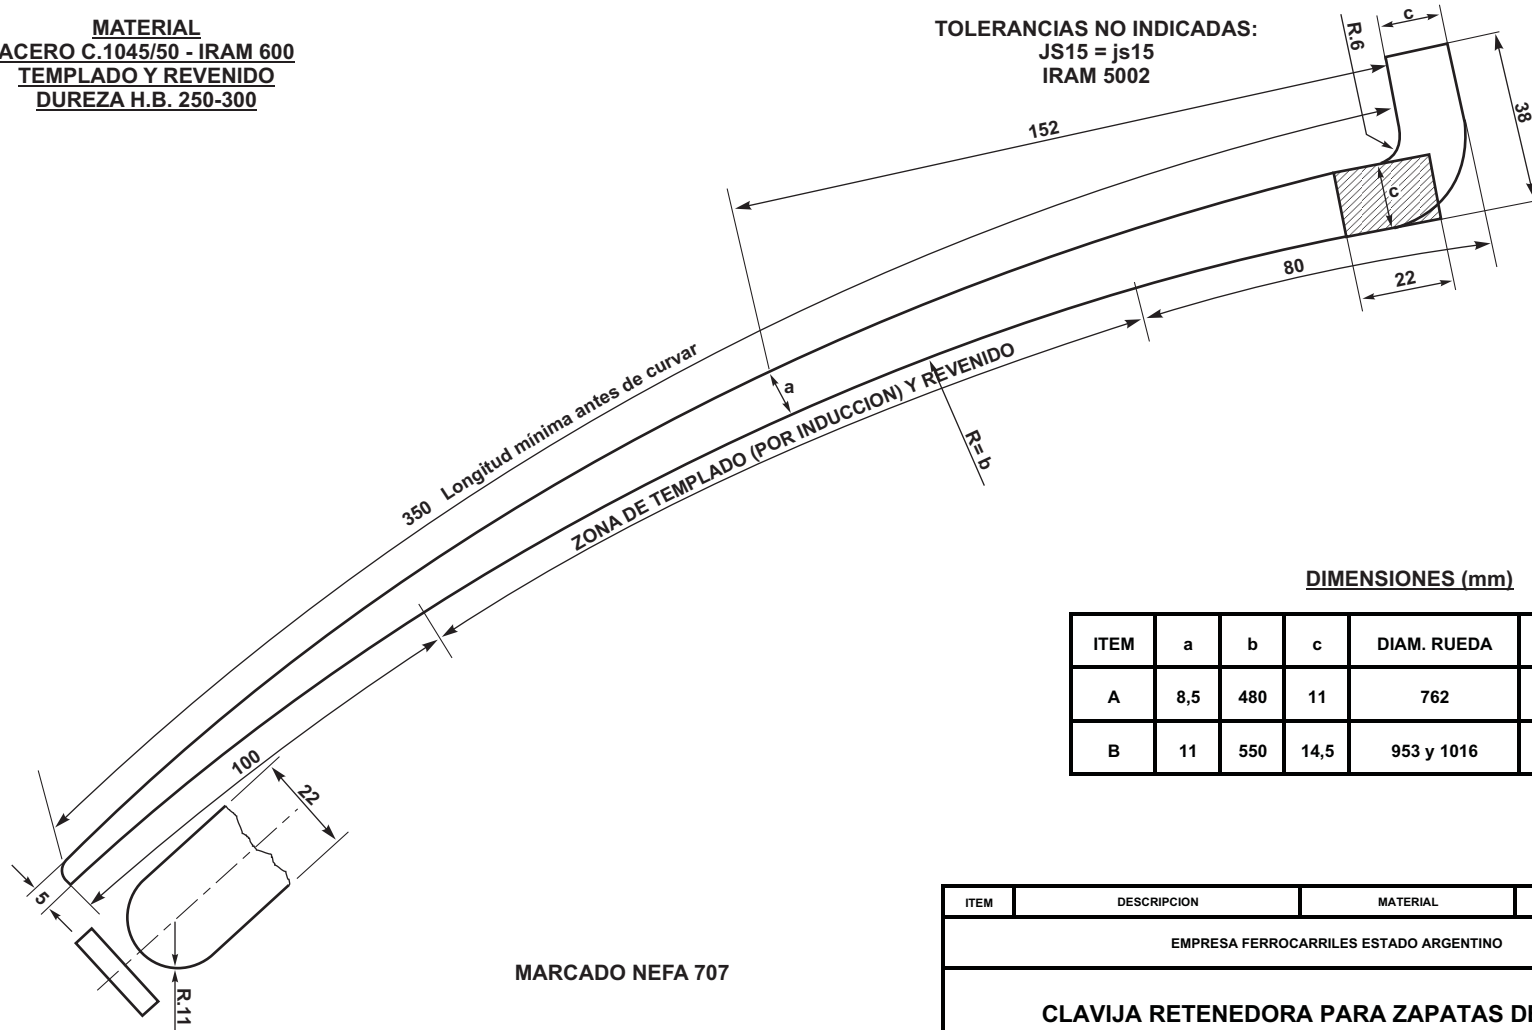 MATERIAL
ACERO C.1045/50 - IRAM 600
TEMPLADO Y REVENIDO
DUREZA H.B. 250-300
TOLERANCIAS NO INDICADAS:
JS15 = js15
IRAM 5002
c
R.6
38
152
c
80
22
a
350 Longitud mínima antes de curvar
ZONA DE TEMPLADO (POR INDUCCION) Y REVENIDO
R= b
100
22
5
R.11
DIMENSIONES (mm)
ITEM a b c DIAM. RUEDA
A 8,5 480 11 762
B 11 550 14,5 953 y 1016
MARCADO NEFA 707
ITEM DESCRIPCION MATERIAL
EMPRESA FERROCARRILES ESTADO ARGENTINO
CLAVIJA RETENEDORA PARA ZAPATAS